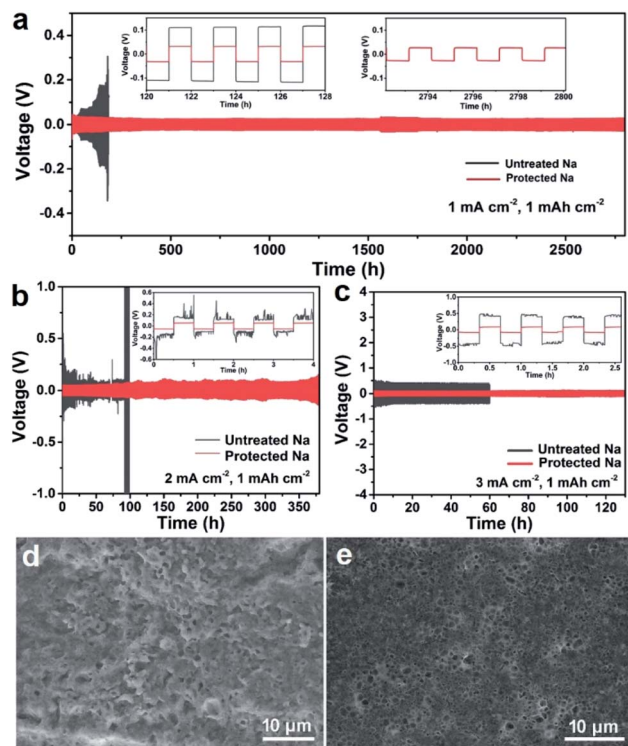 a
Voltage (V)
0.4
0.2
0.0
-0.2
-0.4
0
500
1000
1500
2000
2500
Time (h)
Untreated Na
Protected Na
1 mA cm-2, 1 mAh cm-2
Voltage (V)
0.1
0.0
-0.1
120
122
124
126
128
Time (h)
Voltage (V)
0.1
0.0
-0.1
2794
2796
2798
2800
Time (h)
b
Voltage (V)
1.0
0.5
0.0
-0.5
-1.0
0
50
100
150
200
250
300
350
Time (h)
Untreated Na
Protected Na
2 mA cm-2, 1 mAh cm-2
Voltage (V)
0.6
0.4
0.2
0.0
-0.2
-0.4
-0.6
0
1
2
3
4
Time (h)
c
Voltage (V)
4
3
2
1
0
-1
-2
-3
-4
0
20
40
60
80
100
120
Time (h)
Untreated Na
Protected Na
3 mA cm-2, 1 mAh cm-2
Voltage (V)
1.0
0.5
0.0
-0.5
-1.0
0.0
0.5
1.0
1.5
2.0
2.5
Time (h)
d
10 µm
e
10 µm